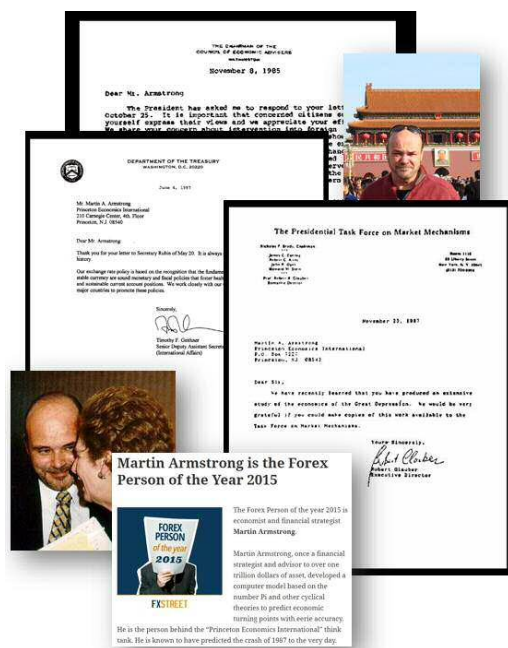 THE CHAIRMAN OF THE
COUNCIL OF ECONOMIC ADVISERS
WASHINGTON
November 8, 1985
Dear Mr. Armstrong
The President has asked me to respond to your lett
October 25. It is important that concerned citizens
yourself express their views and we appreciate your
We share your concern about intervention into foreign
DEPARTMENT OF THE TREASURY
WASHINGTON, D.C. 20220
June 4, 1997
Mr. Martin A. Armstrong
Princeton Economics International
210 Carnegie Center, 4th. Floor
Princeton, N.J. 08540
Dear Mr. Armstrong:
Thank you for your letter to Secretary Rubin of May 20. It is always
history.
Our exchange rate policy is based on the recognition that the fundame
stable currency are sound monetary and fiscal policies that foster
and sustainable current account positions. We work closely with our
major countries to promote these policies.
Sincerely,
Timothy F. Geithner
Senior Deputy Assistant Secre
(International Affairs)
The Presidential Task Force on Market Mechanisms
Nicholas F. Brady, Chairman
November 23, 1987
Martin A. Armstrong
Princeton Economics International
P.O. Box
Princeton, NJ 08540
Dear Sir,
We have recently learned that you have produced an extensive
study of the economics of the Great Depression. We would be very
grateful if you could make copies of this work available to the
Task Force on Market Mechanisms.
Yours Sincerely,
Robert Glauber
Executive Director
Martin Armstrong is the Forex
Person of the Year 2015
FOREX
PERSON
of the year
2015
FXSTREET
The Forex Person of the year 2015 is
economist and financial strategist
Martin Armstrong.
Martin Armstrong, once a financial
strategist and advisor to over one
trillion dollars of asset, developed a
computer model based on the
number Pi and other cyclical
theories to predict economic
turning points with eerie accuracy.
He is the person behind the "Princeton Economics International" think
tank. He is known to have predicted the crash of 1987 to the very day.